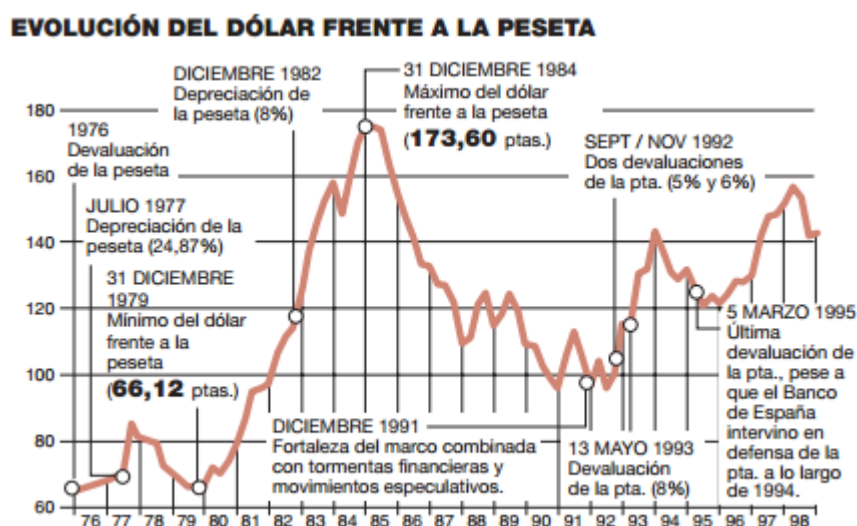 EVOLUCIÓN DEL DÓLAR FRENTE A LA PESETA
DICIEMBRE 1982
Depreciación de
la peseta (8%)
31 DICIEMBRE 1984
Máximo del dólar
frente a la peseta
(173,60 ptas.)
1976
Devaluación
de la peseta
SEPT / NOV 1992
Dos devaluaciones
de la pta. (5% y 6%)
JULIO 1977
Depreciación de la
peseta (24,87%)
31 DICIEMBRE
1979
Mínimo del dólar
frente a la
peseta
(66,12 ptas.)
5 MARZO 1995
Última
devaluación de
la pta., pese a
que el Banco
de España
intervino en
defensa de la
pta. a lo largo
de 1994.
DICIEMBRE 1991
Fortaleza del marco combinada
con tormentas financieras y
movimientos especulativos.
13 MAYO 1993
Devaluación
de la pta. (8%)
180
160
140
120
100
80
60
76 77 78 79 80 81 82 83 84 85 86 87 88 89 90 91 92 93 94 95 96 97 98